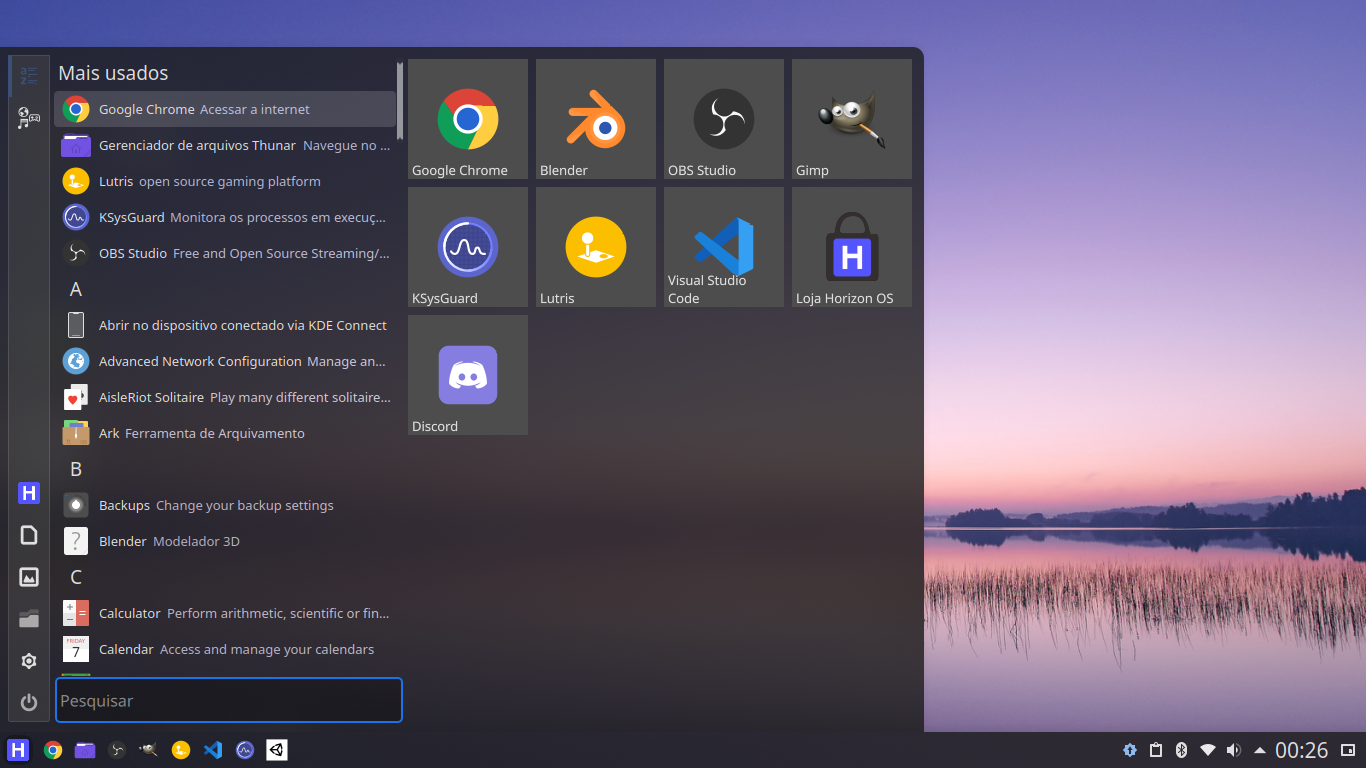 Mais usados
Google Chrome Acessar a internet
Gerenciador de arquivos Thunar Navegue no ...
Lutris open source gaming platform
KSysGuard Monitora os processos em execuç...
OBS Studio Free and Open Source Streaming/...
A
Abrir no dispositivo conectado via KDE Connect
Advanced Network Configuration Manage an...
AisleRiot Solitaire Play many different solitaire...
Ark Ferramenta de Arquivamento
B
Backups Change your backup settings
? Blender Modelador 3D
C
Calculator Perform arithmetic, scientific or fin...
FRIDAY
7
Calendar Access and manage your calendars
Pesquisar
Google Chrome
Blender
OBS Studio
Gimp
KSysGuard
Lutris
Visual Studio
Code
H
Loja Horizon OS
Discord
H
H
00:26